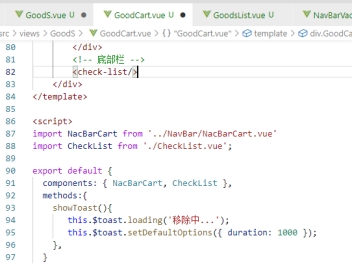 GoodS.vue U
GoodCart.vue U
GoodsList.vue U
NavBarVac
src > views > GoodS > GoodCart.vue > {} "GoodCart.vue" > template > div.GoodCa
80 </div>
81 <!-- 底部栏 -->
82 <check-list/>
83 </div>
84 </template>
85
86 <script>
87 import NacBarCart from '../NavBar/NacBarCart.vue'
88 import CheckList from './CheckList.vue';
89
90 export default {
91 components: { NacBarCart, CheckList },
92 methods:{
93 showToast(){
94 this.$toast.loading('移除中...');
95 this.$toast.setDefaultOptions({ duration: 1000 });
96 },
97 }